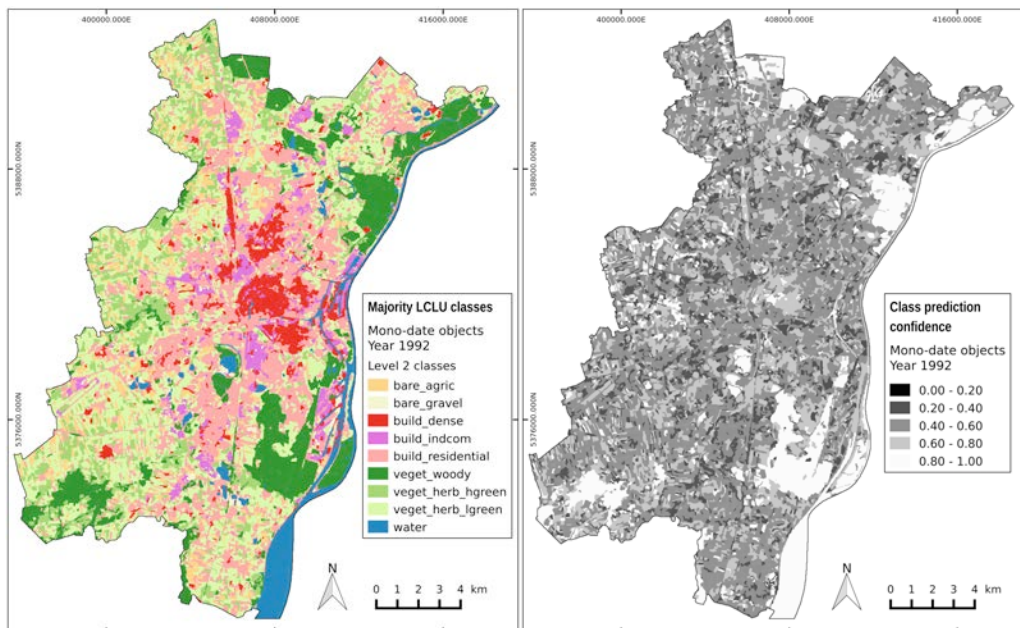 400000.000E
408000.000E
416000.000E
5388000.000N
5376000.000N
Majority LCLU classes
Mono-date objects
Year 1992
Level 2 classes
bare_agric
bare_gravel
build_dense
build_indcom
build_residential
veget_woody
veget_herb_hgreen
veget_herb_lgreen
water
N
0 1 2 3 4 km
400000.000E
408000.000E
416000.000E
5388000.000N
5376000.000N
Class prediction
confidence
Mono-date objects
Year 1992
0.00 - 0.20
0.20 - 0.40
0.40 - 0.60
0.60 - 0.80
0.80 - 1.00
N
0 1 2 3 4 km